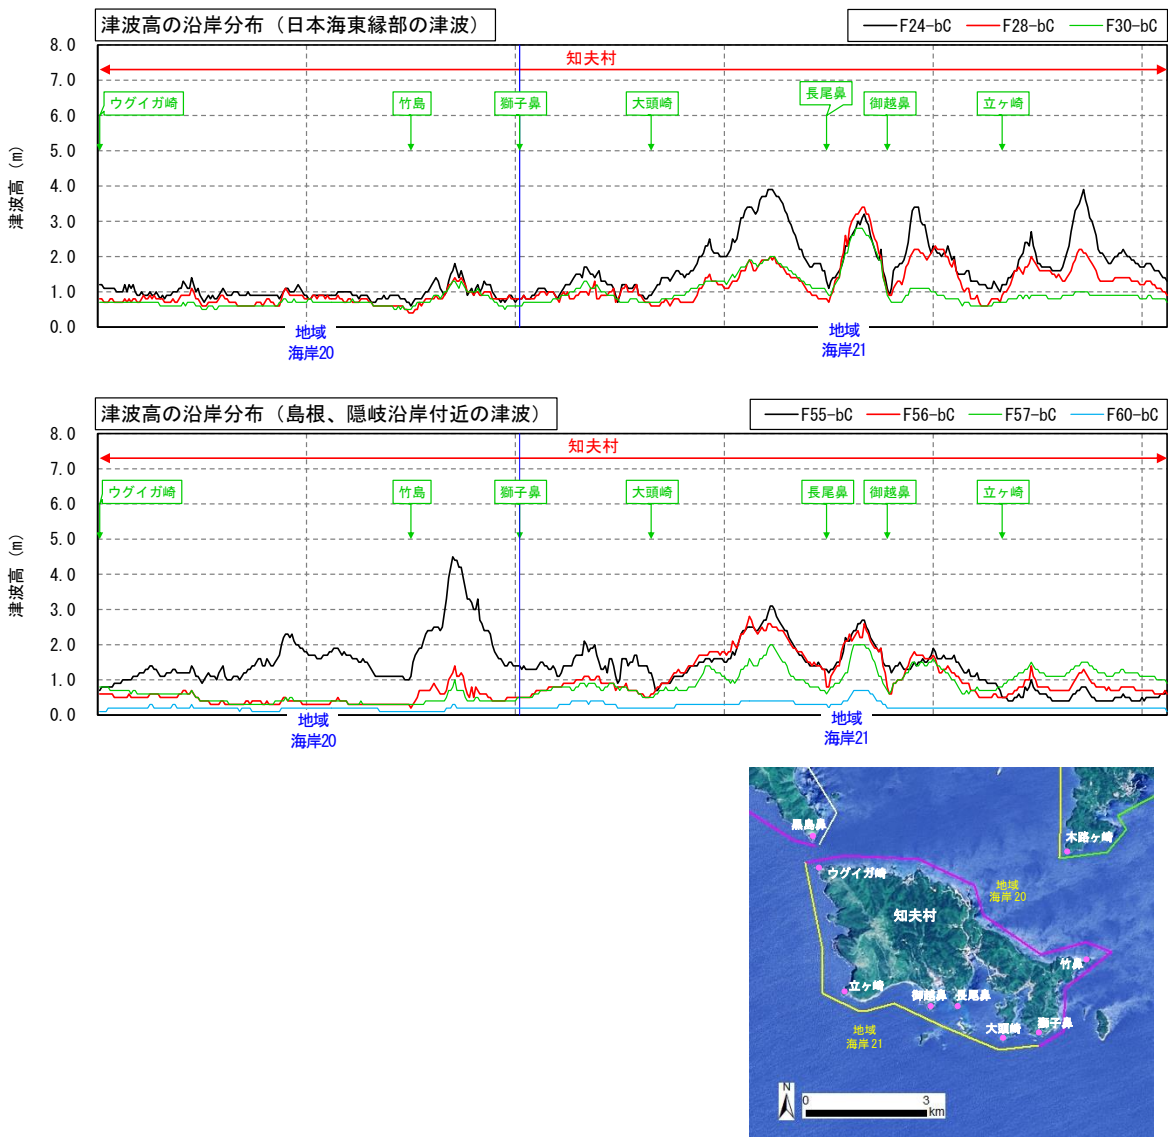 津波高の沿岸分布（日本海東縁部の津波）
F24-bC F28-bC F30-bC
8.0
7.0
6.0
5.0
4.0
3.0
2.0
1.0
0.0
津波高 (m)
知夫村
ウグイガ崎 竹島 獅子鼻 大頭崎 長尾鼻 御越鼻 立ヶ崎
地域
海岸20
地域
海岸21
津波高の沿岸分布（島根、隠岐沿岸付近の津波）
F55-bC F56-bC F57-bC F60-bC
8.0
7.0
6.0
5.0
4.0
3.0
2.0
1.0
0.0
津波高 (m)
知夫村
ウグイガ崎 竹島 獅子鼻 大頭崎 長尾鼻 御越鼻 立ヶ崎
地域
海岸20
地域
海岸21
黒島鼻
木路ヶ崎
ウグイガ崎
地域
海岸20
知夫村
竹鼻
立ヶ崎
御越鼻 長尾鼻
大頭崎 獅子鼻
地域
海岸21
N
0 3
km